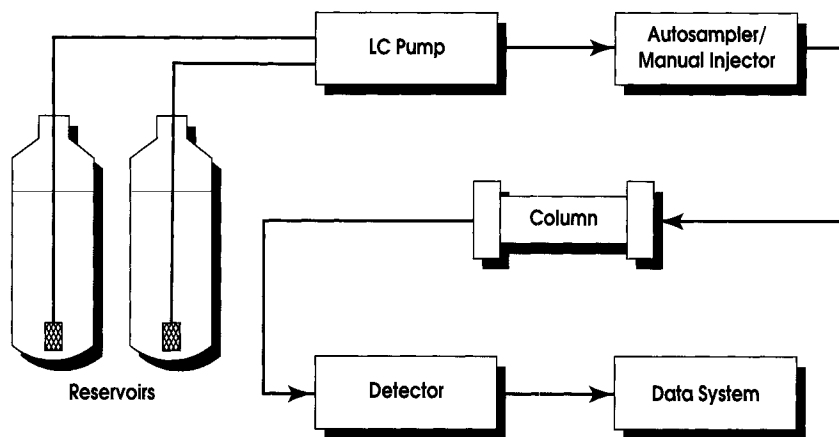 LC Pump
Autosampler/
Manual Injector
Column
Reservoirs
Detector
Data System